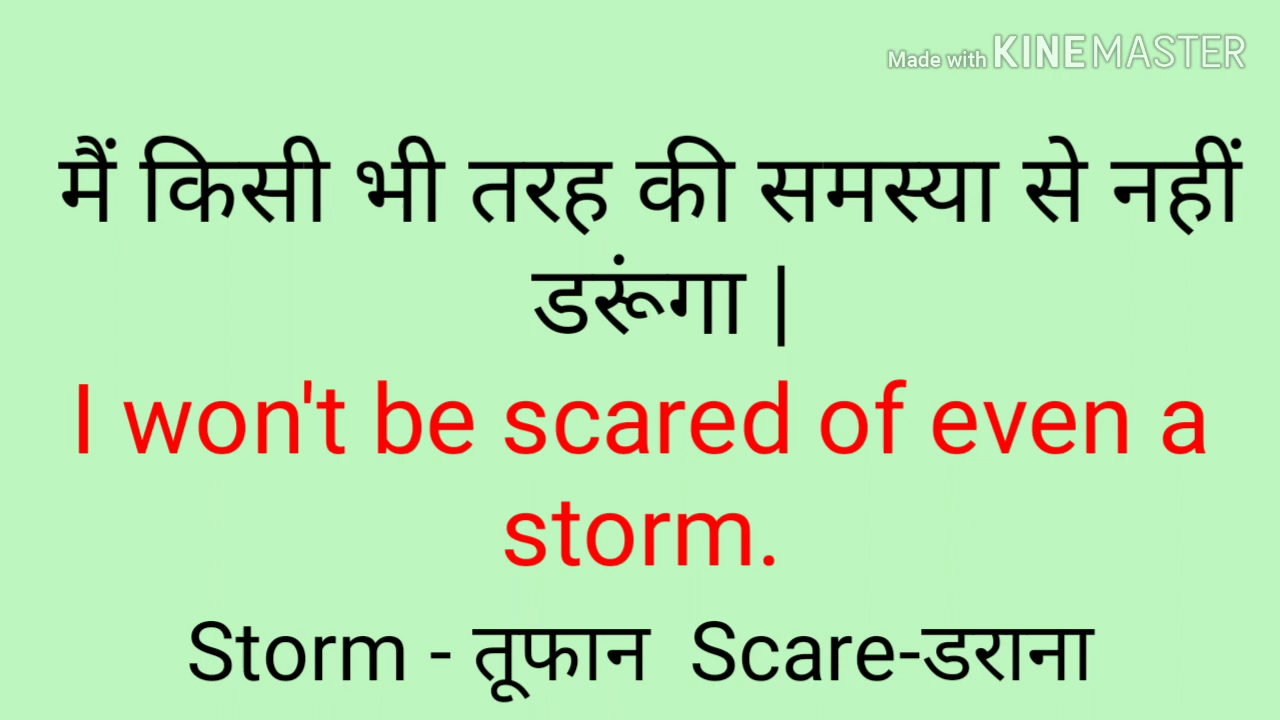 Made with KINEMASTER
मैं किसी भी तरह की समस्या से नहीं
डरूंगा |
I won't be scared of even a
storm.
Storm - तूफान  Scare-डराना